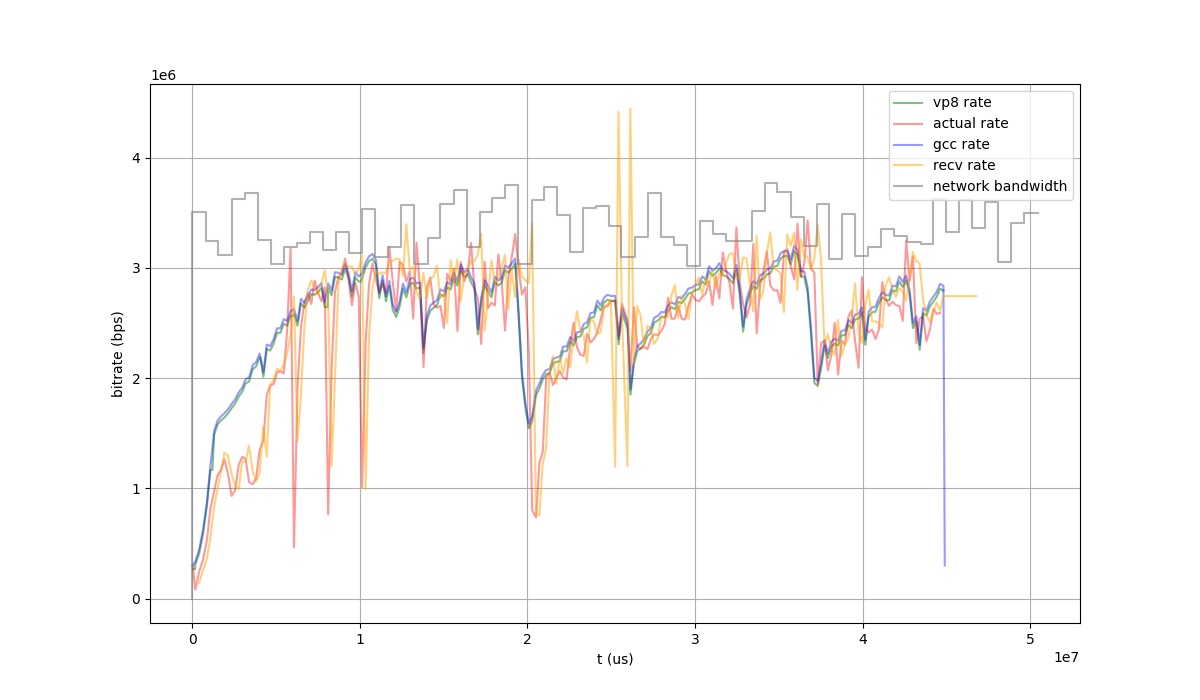 1e6
bitrate (bps)
4
3
2
1
0
vp8 rate
actual rate
gcc rate
recv rate
network bandwidth
0 1 2 3 4 5
t (us)
1e7